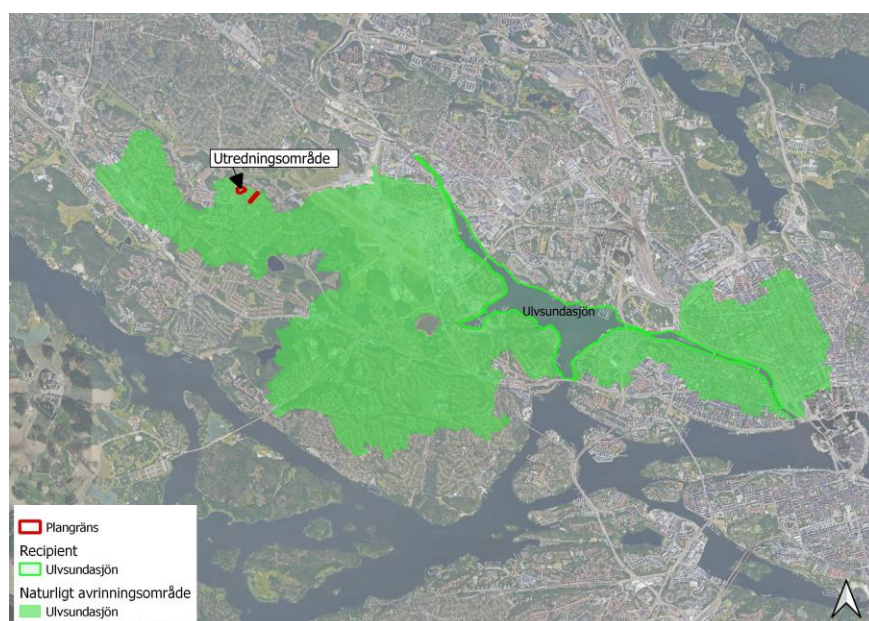 Utredningsområde
Ulvsundasjön
Plangräns
Recipient
Ulvsundasjön
Naturligt avrinningsområde
Ulvsundasjön